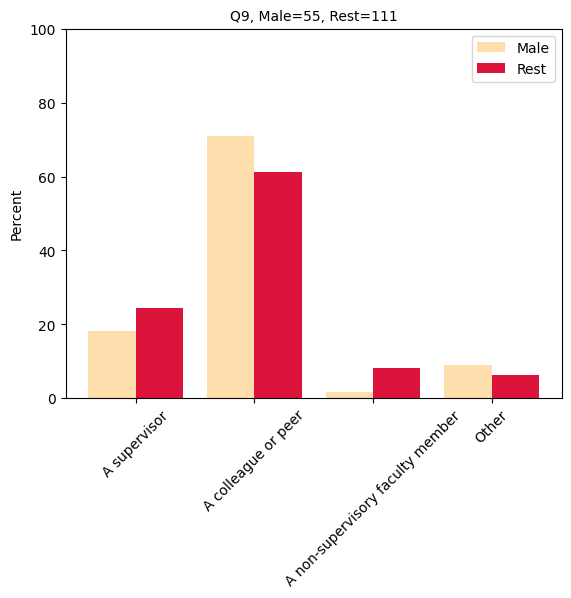 Q9, Male=55, Rest=111
100
80
60
40
20
0
Percent
Male
Rest
A supervisor
A colleague or peer
A non-supervisory faculty member
Other